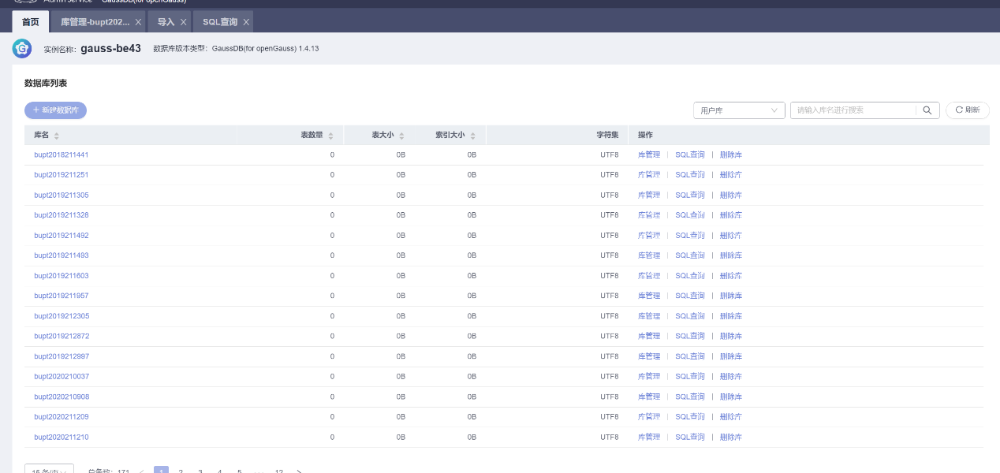 Admin Service GaussDB(for openGauss)
首页 库管理-bupt202... 导入 SQL查询
实例名称: gauss-be43 数据库版本类型: GaussDB(for openGauss) 1.4.13
数据库列表
+ 新建数据库 用户库 请输入库名进行搜索 刷新
库名 表数量 表大小 索引大小 字符集 操作
bupt2018211441 0 0B 0B UTF8 库管理 | SQL查询 | 删除库
bupt2019211251 0 0B 0B UTF8 库管理 | SQL查询 | 删除库
bupt2019211305 0 0B 0B UTF8 库管理 | SQL查询 | 删除库
bupt2019211328 0 0B 0B UTF8 库管理 | SQL查询 | 删除库
bupt2019211492 0 0B 0B UTF8 库管理 | SQL查询 | 删除库
bupt2019211493 0 0B 0B UTF8 库管理 | SQL查询 | 删除库
bupt2019211603 0 0B 0B UTF8 库管理 | SQL查询 | 删除库
bupt2019211957 0 0B 0B UTF8 库管理 | SQL查询 | 删除库
bupt2019212305 0 0B 0B UTF8 库管理 | SQL查询 | 删除库
bupt2019212872 0 0B 0B UTF8 库管理 | SQL查询 | 删除库
bupt2019212997 0 0B 0B UTF8 库管理 | SQL查询 | 删除库
bupt2020210037 0 0B 0B UTF8 库管理 | SQL查询 | 删除库
bupt2020210908 0 0B 0B UTF8 库管理 | SQL查询 | 删除库
bupt2020211209 0 0B 0B UTF8 库管理 | SQL查询 | 删除库
bupt2020211210 0 0B 0B UTF8 库管理 | SQL查询 | 删除库
15 条/页 总条数: 171 < 1 2 3 4 5 ... 12 >